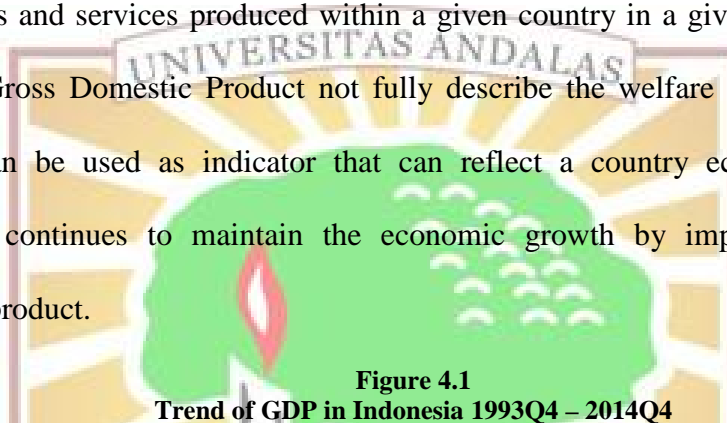 s and services produced within a given country in a giv
UNIVERSITAS ANDALAS
Gross Domestic Product not fully describe the welfare
n be used as indicator that can reflect a country ec
continues to maintain the economic growth by imp
product.
Figure 4.1
Trend of GDP in Indonesia 1993Q4 – 2014Q4